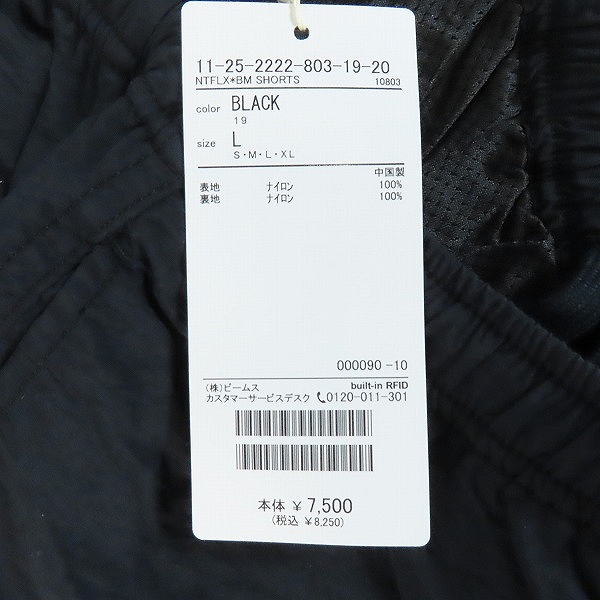 11-25-2222-803-19-20
NTFLX*BM SHORTS 10803
color BLACK
19
size L
S・M・L・XL
中国製
表地 ナイロン 100%
裏地 ナイロン 100%
000090 -10
(株)ビームス built-in RFID
カスタマーサービスデスク 0120-011-301
本体 ¥7,500
(税込 ¥8,250)